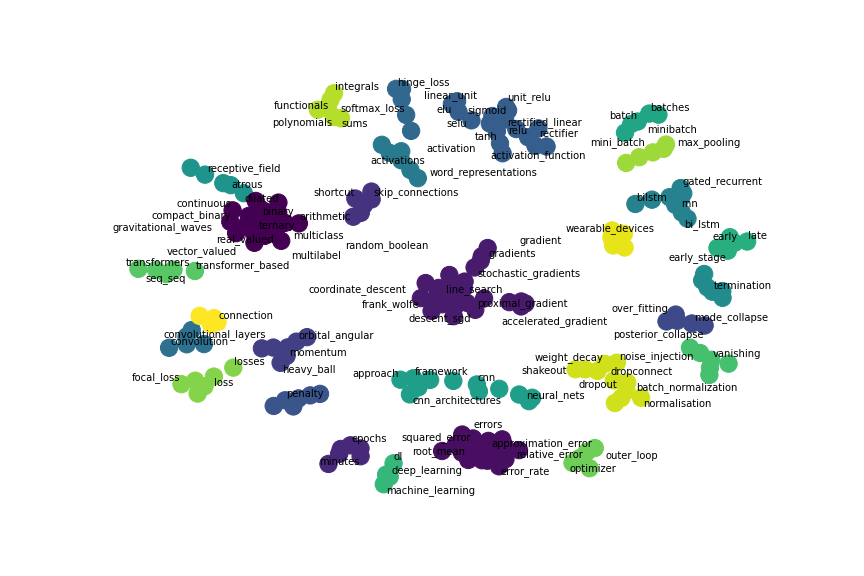 integrals
hinge_loss
linear_unit
unit_relu
functionals
softmax_loss
elu
sigmoid
batch
batches
polynomials
sums
selu
rectified_linear
relu
rectifier
minibatch
tanh
mini_batch
max_pooling
activation
activations
activation_function
receptive_field
word_representations
atrous
gated_recurrent
shortcut
skip_connections
dilated
bilstm
rnn
continuous
binary
compact_binary
arithmetic
bi_lstm
gravitational_waves
ternary
wearable_devices
real_valued
multiclass
early
late
random_boolean
gradient
vector_valued
multilabel
gradients
early_stage
transformers
transformer_based
seq_seq
stochastic_gradients
coordinate_descent
line_search
termination
frank_wolfe
proximal_gradient
over_fitting
connection
descent_sgd
accelerated_gradient
mode_collapse
convolutional_layers
orbital_angular
posterior_collapse
convolution
momentum
losses
weight_decay
noise_injection
vanishing
heavy_ball
shakeout
dropconnect
focal_loss
loss
approach
framework
cnn
dropout
batch_normalization
penalty
cnn_architectures
neural_nets
normalisation
errors
epochs
squared_error
approximation_error
root_mean
relative_error
outer_loop
minutes
dl
deep_learning
error_rate
optimizer
machine_learning